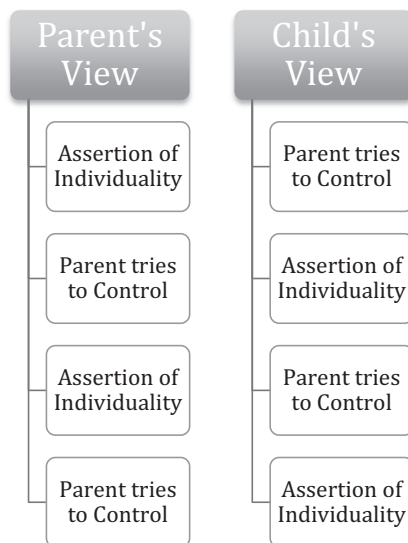 Parent's
View
Assertion of
Individuality
Parent tries
to Control
Assertion of
Individuality
Parent tries
to Control
Child's
View
Parent tries
to Control
Assertion of
Individuality
Parent tries
to Control
Assertion of
Individuality